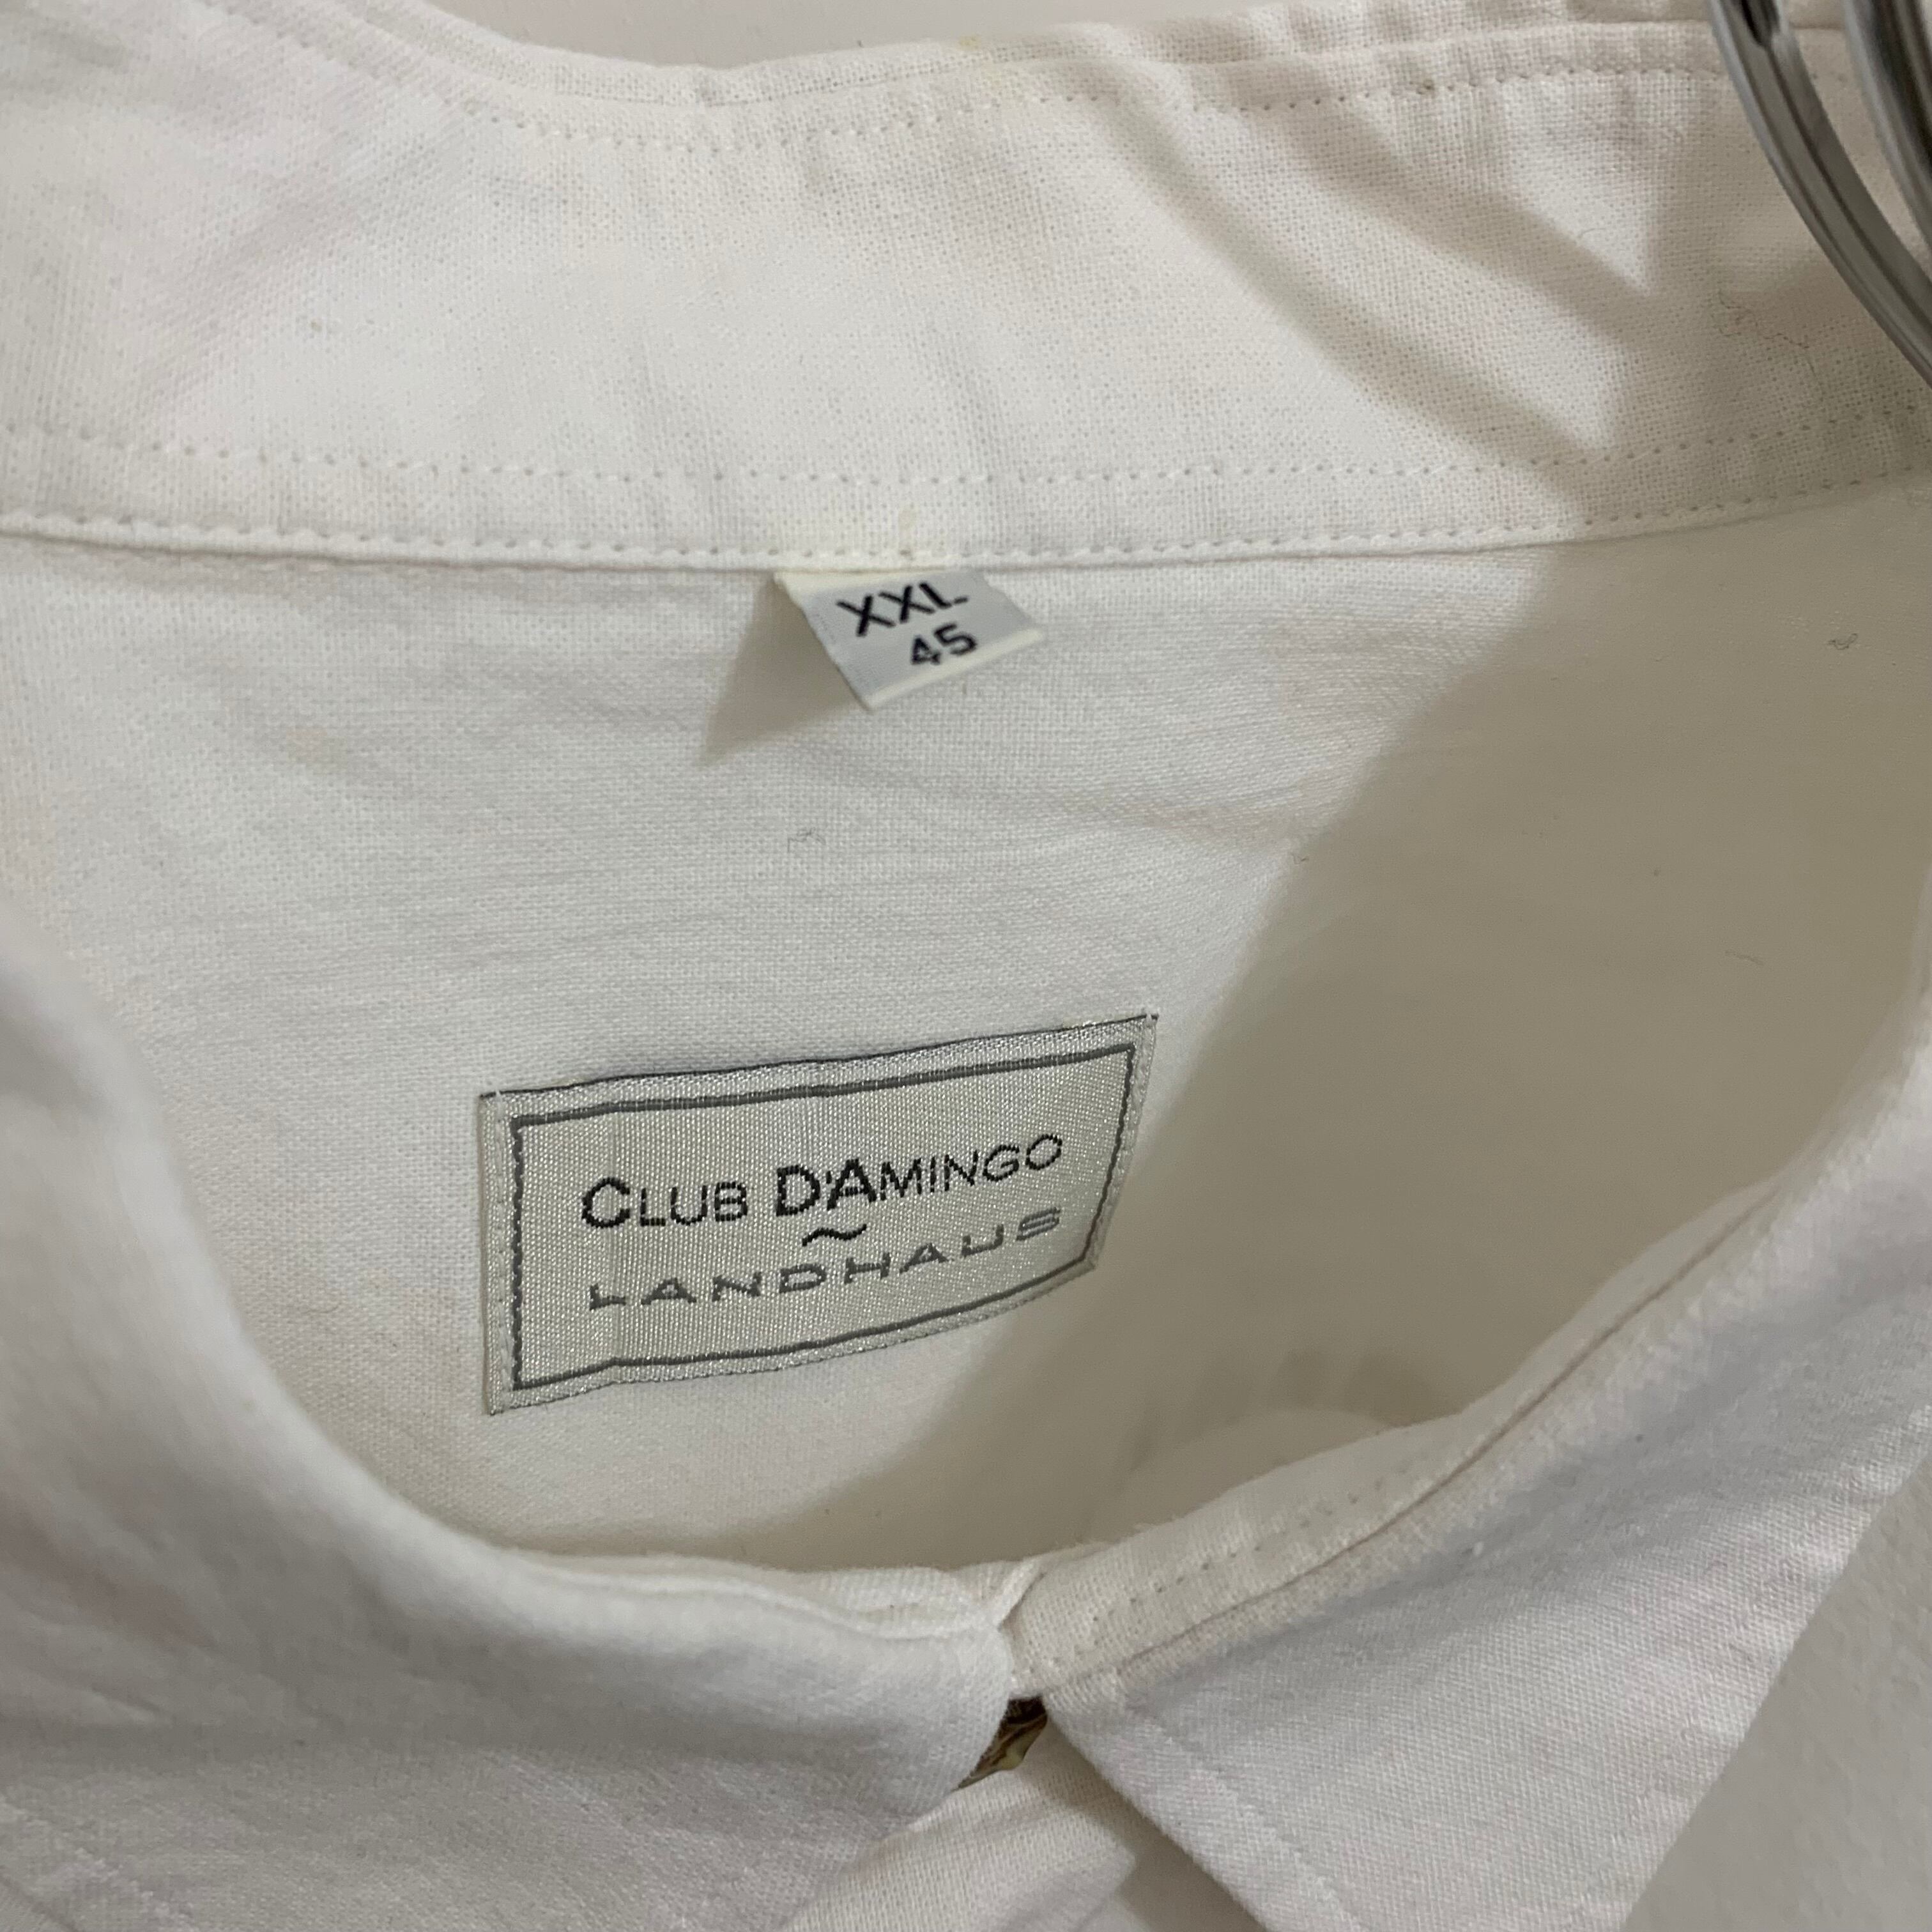 XXL
45
CLUB D'AMINGO
~
LANDHAUS